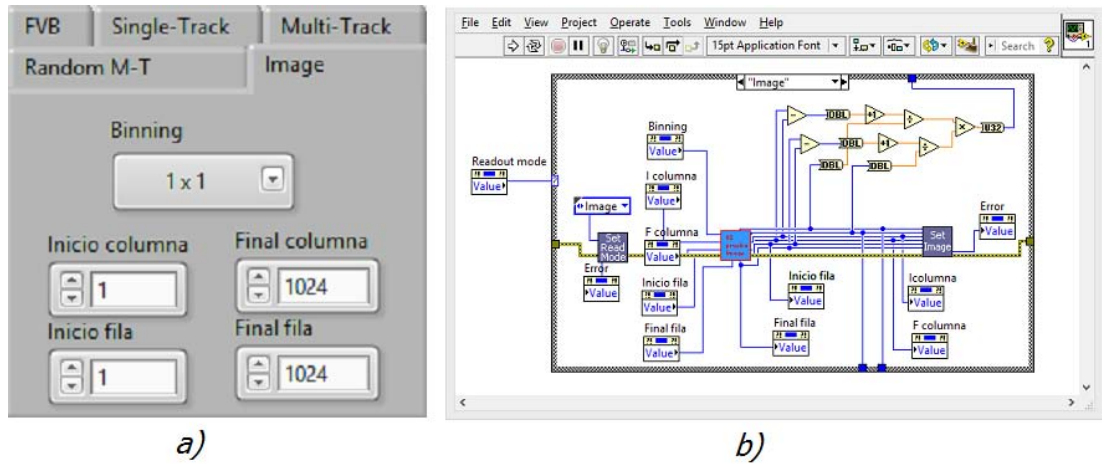 FVB Single-Track Multi-Track
Random M-T Image
Binning
1 x 1
Inicio columna Final columna
1 1024
Inicio fila Final fila
1 1024
a)
File Edit View Project Operate Tools Window Help
15pt Application Font Search
1
"Image"
Binning
Value
Readout mode
Value
I columna
Value
Image
F columna
Value
Set Read Mode
Error
Value
Inicio fila
Value
Final fila
Value
DBL +1
DBL +1
DBL DBL
U32
Set Image
Error
Value
Inicio fila
Value
Final fila
Value
Icolumna
Value
F columna
Value
b)